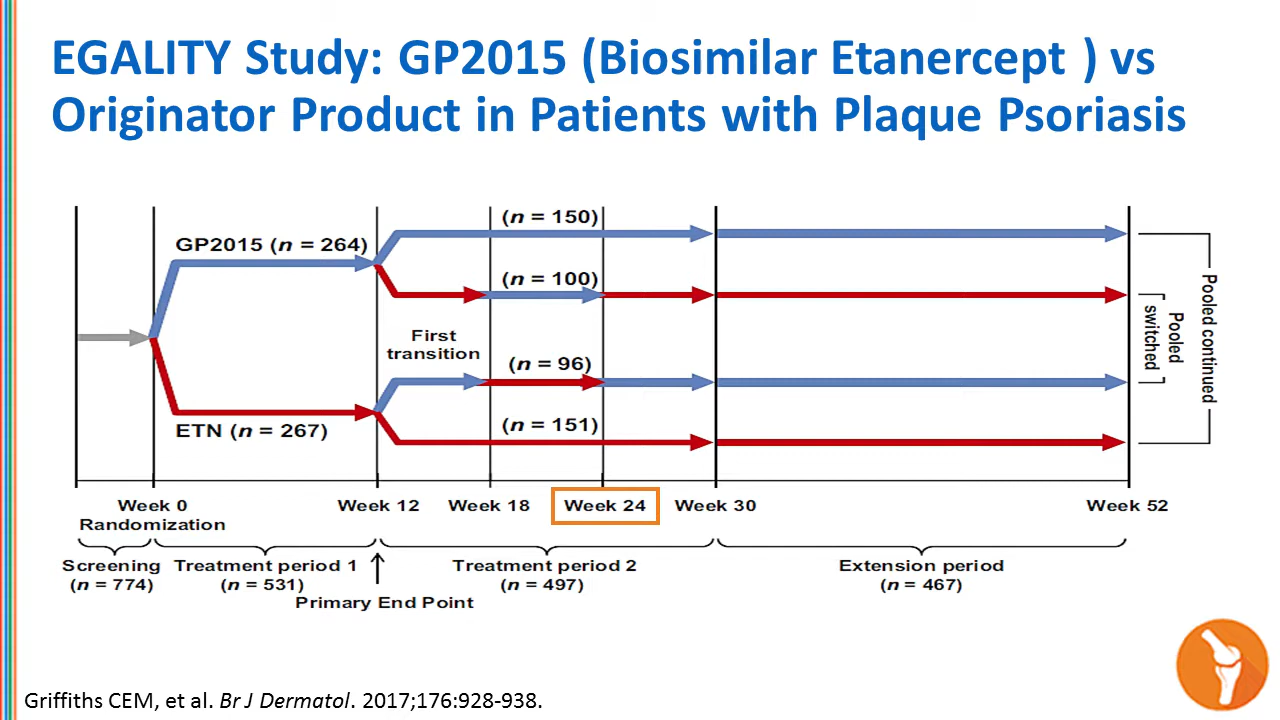 EGALITY Study: GP2015 (Biosimilar Etanercept ) vs
Originator Product in Patients with Plaque Psoriasis
(n = 150)
GP2015 (n = 264)
(n = 100)
First
transition
(n = 96)
ETN (n = 267)
(n = 151)
Pooled
switched
Pooled continued
Week 0
Randomization
Week 12
Week 18
Week 24
Week 30
Week 52
Screening
(n = 774)
Treatment period 1
(n = 531)
Primary End Point
Treatment period 2
(n = 497)
Extension period
(n = 467)
Griffiths CEM, et al. Br J Dermatol. 2017;176:928-938.